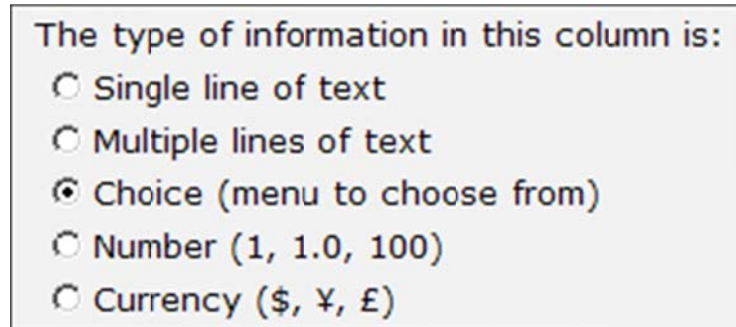 The type of information in this column is:
Single line of text
Multiple lines of text
Choice (menu to choose from)
Number (1, 1.0, 100)
Currency ($, ¥, £)